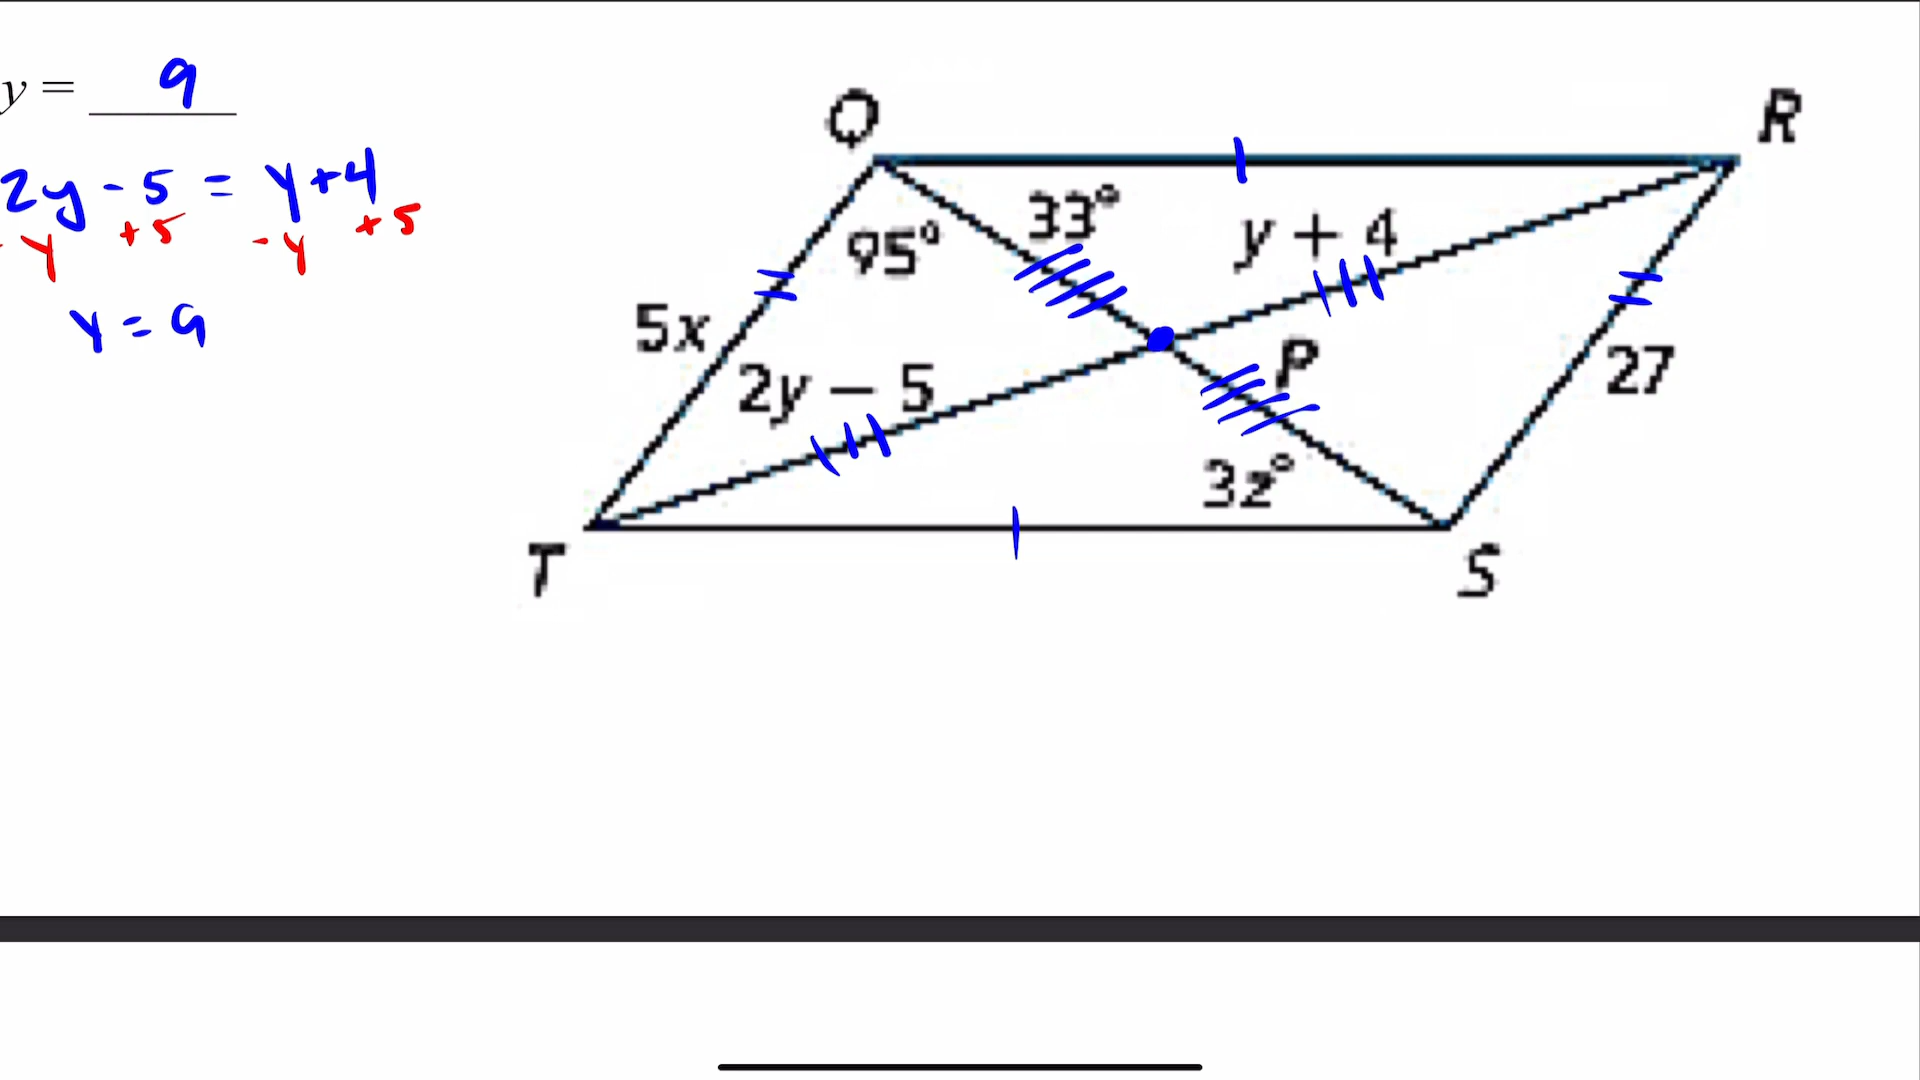 y = 9
2y - 5 = y + 4
- y + 5 - y + 5
y = 9
Q
R
33°
95°
y + 4
5x
P
2y − 5
27
3z°
T
S